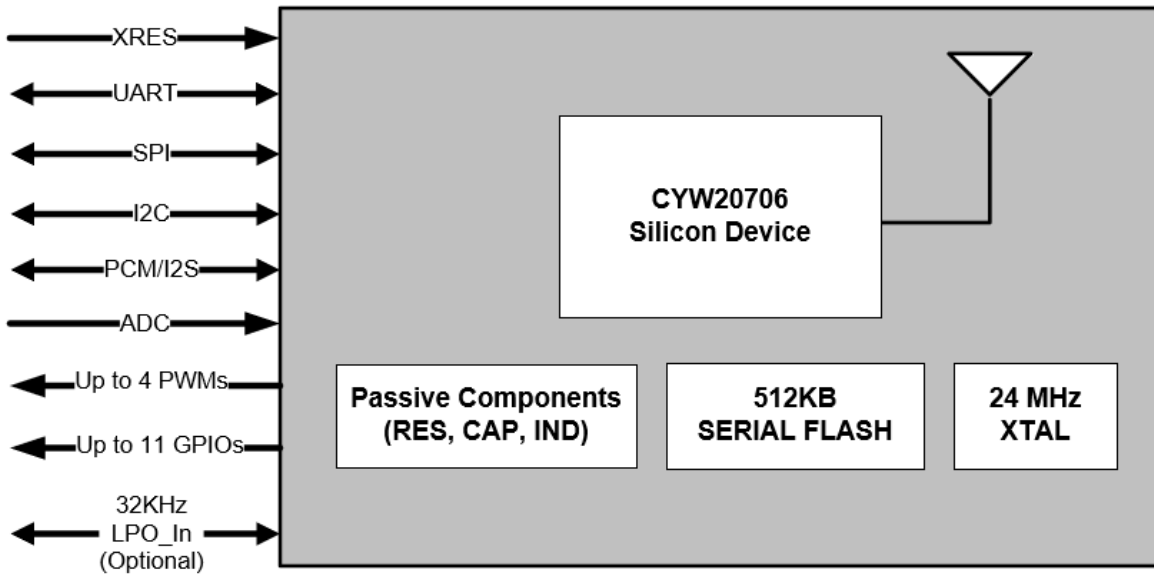 XRES
UART
SPI
I2C
PCM/I2S
ADC
Up to 4 PWMs
Up to 11 GPIOs
32KHz
LPO_In
(Optional)
CYW20706
Silicon Device
Passive Components
(RES, CAP, IND)
512KB
SERIAL FLASH
24 MHz
XTAL